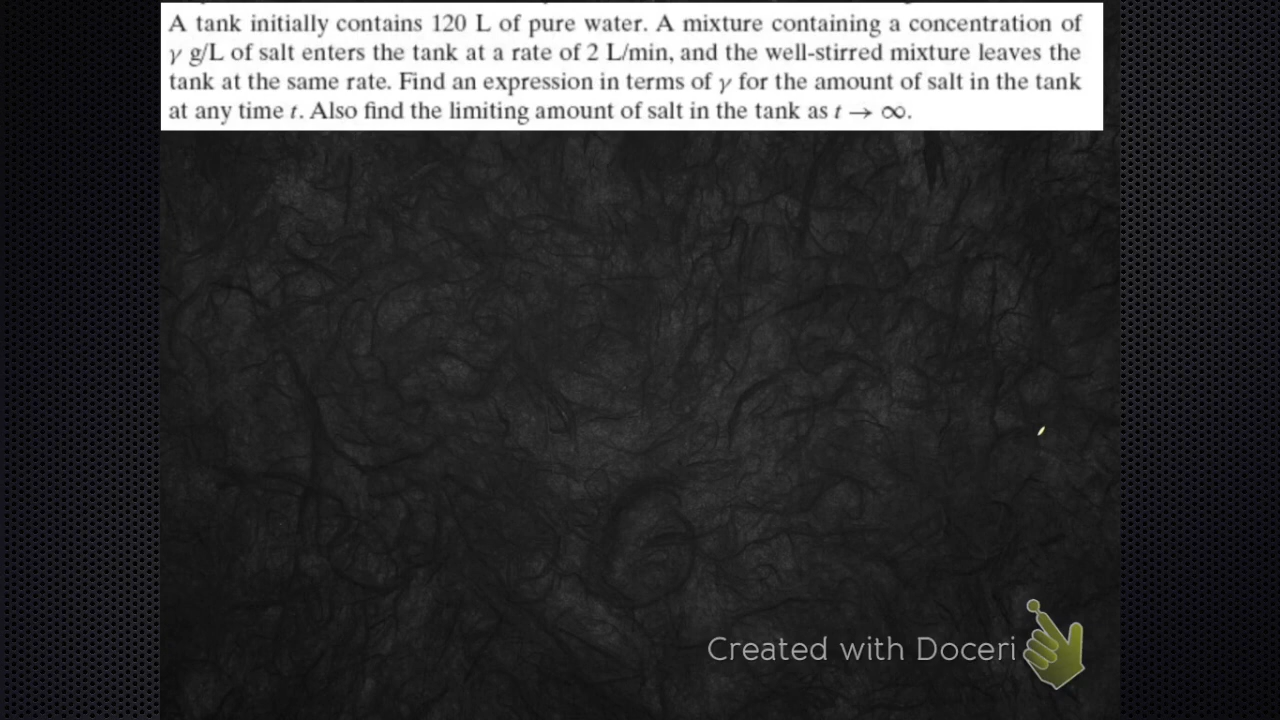 A tank initially contains 120 L of pure water. A mixture containing a concentration of
γ g/L of salt enters the tank at a rate of 2 L/min, and the well-stirred mixture leaves the
tank at the same rate. Find an expression in terms of γ for the amount of salt in the tank
at any time t. Also find the limiting amount of salt in the tank as t → ∞.
Created with Doceri